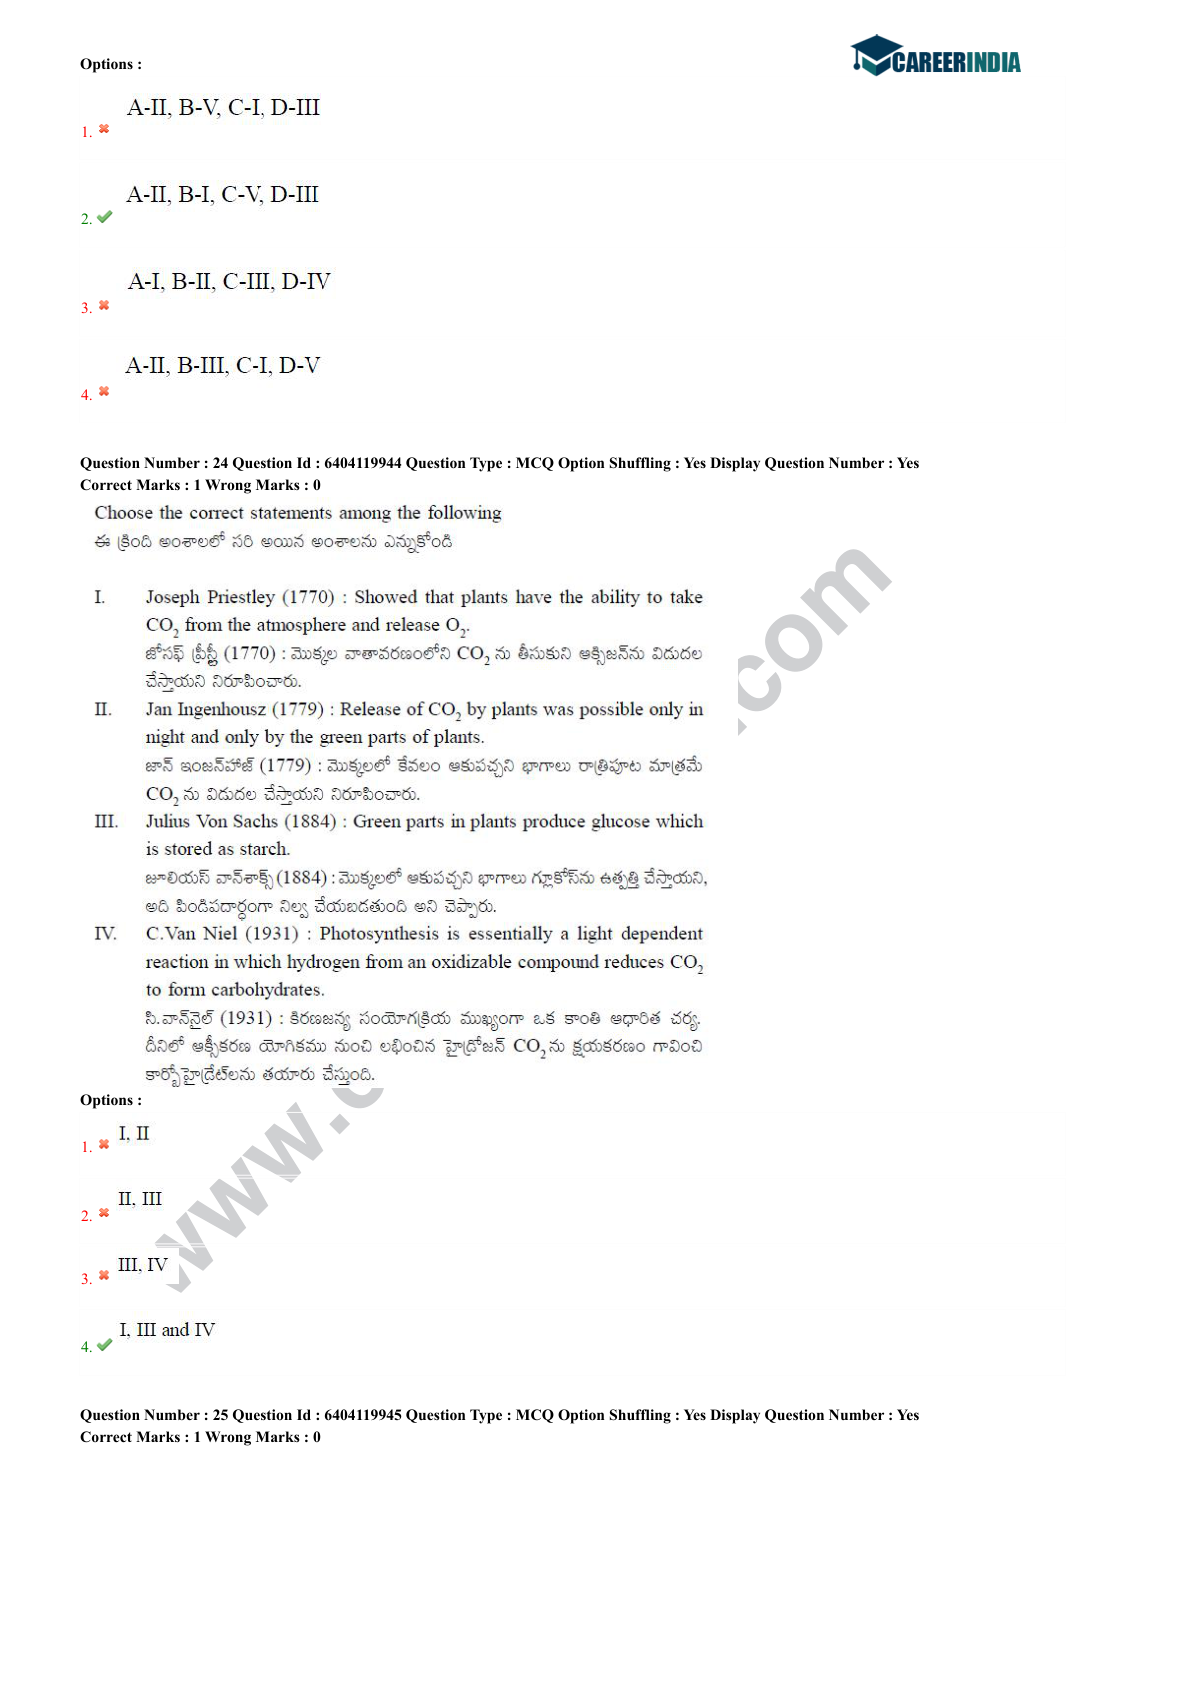 CAREERINDIA
Options :
A-II, B-V, C-I, D-III
1.
A-II, B-I, C-V, D-III
2.
A-I, B-II, C-III, D-IV
3.
A-II, B-III, C-I, D-V
4.
Question Number : 24 Question Id : 6404119944 Question Type : MCQ Option Shuffling : Yes Display Question Number : Yes
Correct Marks : 1 Wrong Marks : 0
Choose the correct statements among the following
ఈ క్రింది అంశాలలో సరి అయిన అంశాలను ఎన్నుకోండి
I. Joseph Priestley (1770) : Showed that plants have the ability to take
CO2 from the atmosphere and release O2.
జోసఫ్ ప్రీస్ట్లీ (1770) : మొక్కల వాతావరణంలోని CO2 ను తీసుకుని ఆక్సిజన్‌ను విడుదల
చేస్తాయని నిరూపించారు.
II. Jan Ingenhousz (1779) : Release of CO2 by plants was possible only in
night and only by the green parts of plants.
జాన్ ఇంజన్‌హాజ్ (1779) : మొక్కలలో కేవలం ఆకుపచ్చని భాగాలు రాత్రిపూట మాత్రమే
CO2 ను విడుదల చేస్తాయని నిరూపించారు.
III. Julius Von Sachs (1884) : Green parts in plants produce glucose which
is stored as starch.
జూలియస్ వాన్‌శాక్స్ (1884) : మొక్కలలో ఆకుపచ్చని భాగాలు గ్లూకోస్‌ను ఉత్పత్తి చేస్తాయని,
అది పిండిపదార్థంగా నిల్వ చేయబడతుంది అని చెప్పారు.
IV. C.Van Niel (1931) : Photosynthesis is essentially a light dependent
reaction in which hydrogen from an oxidizable compound reduces CO2
to form carbohydrates.
సి.వాన్‌నైల్ (1931) : కిరణజన్య సంయోగక్రియ ముఖ్యంగా ఒక కాంతి ఆధారిత చర్య.
దీనిలో ఆక్సీకరణ యోగికము నుంచి లభించిన హైడ్రోజన్ CO2 ను క్షయకరణం గావించి
కార్బోహైడ్రేట్‌లను తయారు చేస్తుంది.
Options :
I, II
1.
II, III
2.
III, IV
3.
I, III and IV
4.
Question Number : 25 Question Id : 6404119945 Question Type : MCQ Option Shuffling : Yes Display Question Number : Yes
Correct Marks : 1 Wrong Marks : 0